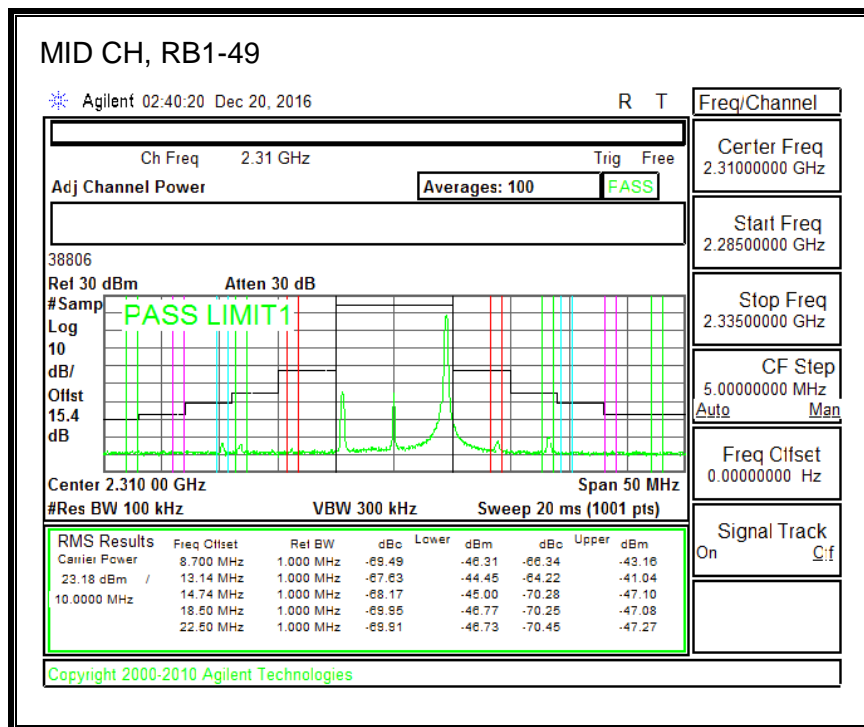 MID CH, RB1-49
Agilent 02:40:20 Dec 20, 2016 R T
Freq/Channel
Ch Freq 2.31 GHz Trig Free
Adj Channel Power Averages: 100 PASS
38806
Ref 30 dBm Atten 30 dB
#Samp
Log
10
dB/
Offst
15.4
dB
PASS LIMIT1
Center 2.310 00 GHz Span 50 MHz
#Res BW 100 kHz VBW 300 kHz Sweep 20 ms (1001 pts)
RMS Results Freq Offset Ref BW dBc Lower dBm dBc Upper dBm
Carrier Power 8.700 MHz 1.000 MHz -69.49 -46.31 -66.34 -43.16
23.18 dBm / 13.14 MHz 1.000 MHz -67.63 -44.45 -64.22 -41.04
10.0000 MHz 14.74 MHz 1.000 MHz -68.17 -45.00 -70.28 -47.10
18.50 MHz 1.000 MHz -69.95 -46.77 -70.25 -47.08
22.50 MHz 1.000 MHz -69.91 -46.73 -70.45 -47.27
Copyright 2000-2010 Agilent Technologies
Center Freq
2.31000000 GHz
Start Freq
2.28500000 GHz
Stop Freq
2.33500000 GHz
CF Step
5.00000000 MHz
Auto Man
Freq Offset
0.00000000 Hz
Signal Track
On Off